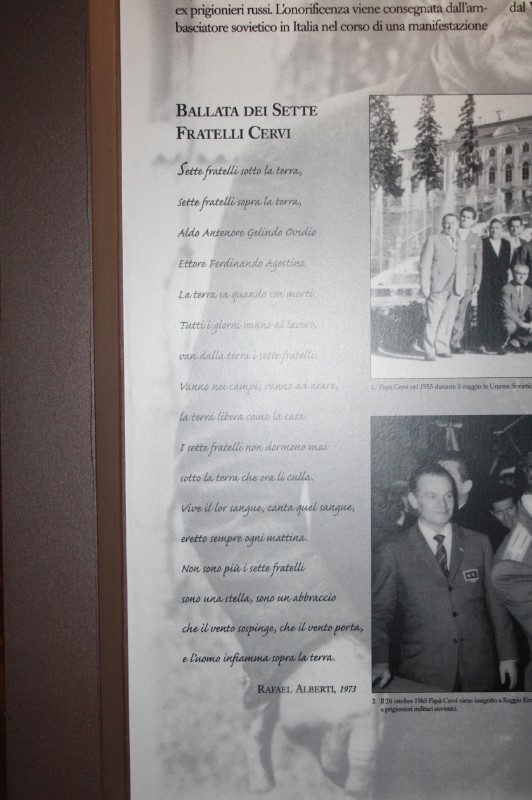 ex prigionieri russi. L'onorificenza viene consegnata dall'am-
basciatore sovietico in Italia nel corso di una manifestazione
dal
BALLATA DEI SETTE
FRATELLI CERVI
Sette fratelli sotto la terra,
Sette fratelli sopra la terra,
Aldo Antenore Gelindo Ovidio
Ettore Ferdinando Agostino.
La terra sa quando son morti.
Tutti i giorni vanno al lavoro,
van dalla terra i sette fratelli.
Vanno nei campi, vanno ad arare,
la terra libera come la casa.
I sette fratelli non dormono mai
sotto la terra che ora li culla.
Vive il lor sangue, canta quel sangue,
eretto sempre ogni mattina.
Non sono più i sette fratelli
sono una stella, sono un abbraccio
che il vento sospinge, che il vento porta,
e l'uomo infiamma sopra la terra.
RAFAEL ALBERTI, 1973
1. Papà Cervi nel 1955 durante il viaggio in Unione Sovietic
2. Il 28 ottobre 1965 Papà Cervi viene insignito a Reggio
a prigionieri militari sovietici.